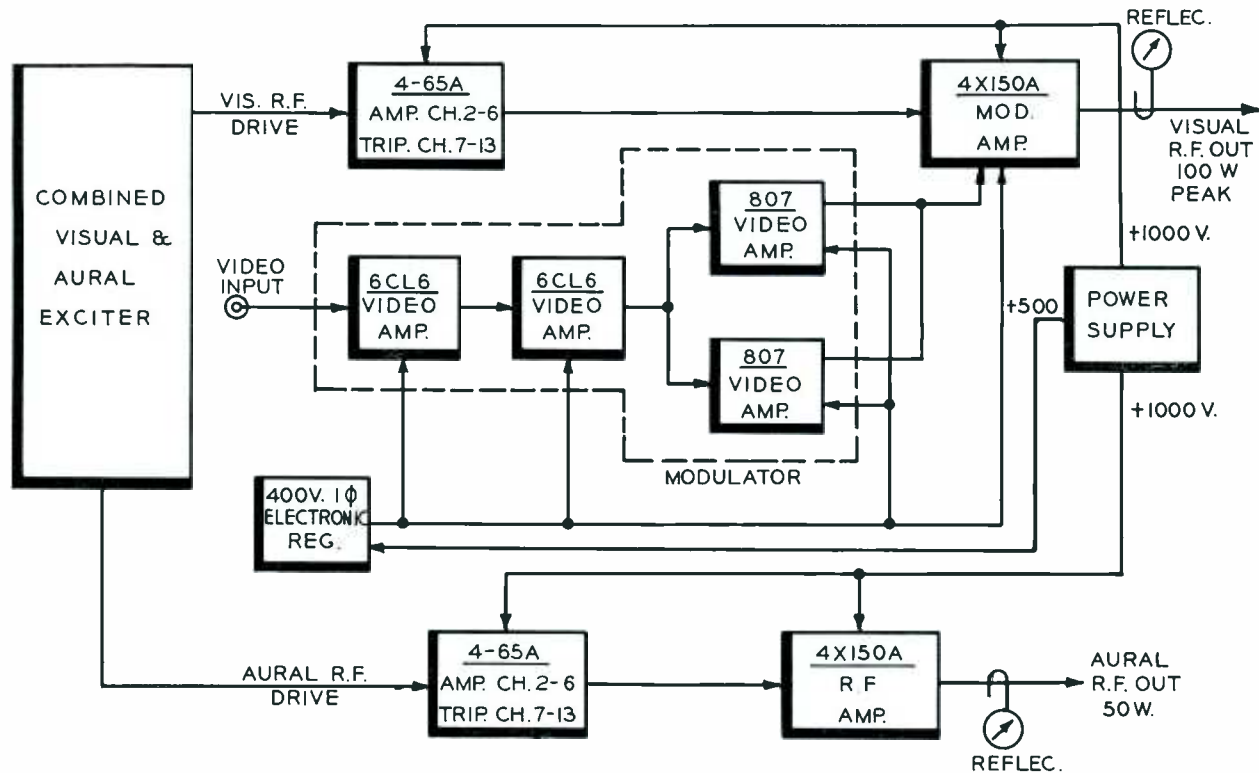 REFLEC.
4-65A
AMP. CH.2-6
TRIP. CH.7-13
4X150A
MOD.
AMP.
VIS. R.F.
DRIVE
VISUAL
R.F. OUT
100 W
PEAK
COMBINED
VISUAL &
AURAL
EXCITER
807
VIDEO
AMP.
+1000 V.
VIDEO
INPUT
6CL6
VIDEO
AMP.
6CL6
VIDEO
AMP.
+500
POWER
SUPPLY
807
VIDEO
AMP.
+1000 V.
MODULATOR
400V. 1ϕ
ELECTRONIC
REG.
AURAL R.F.
DRIVE
4-65A
AMP. CH.2-6
TRIP. CH.7-13
4X150A
R.F
AMP.
AURAL
R.F. OUT
50W.
REFLEC.